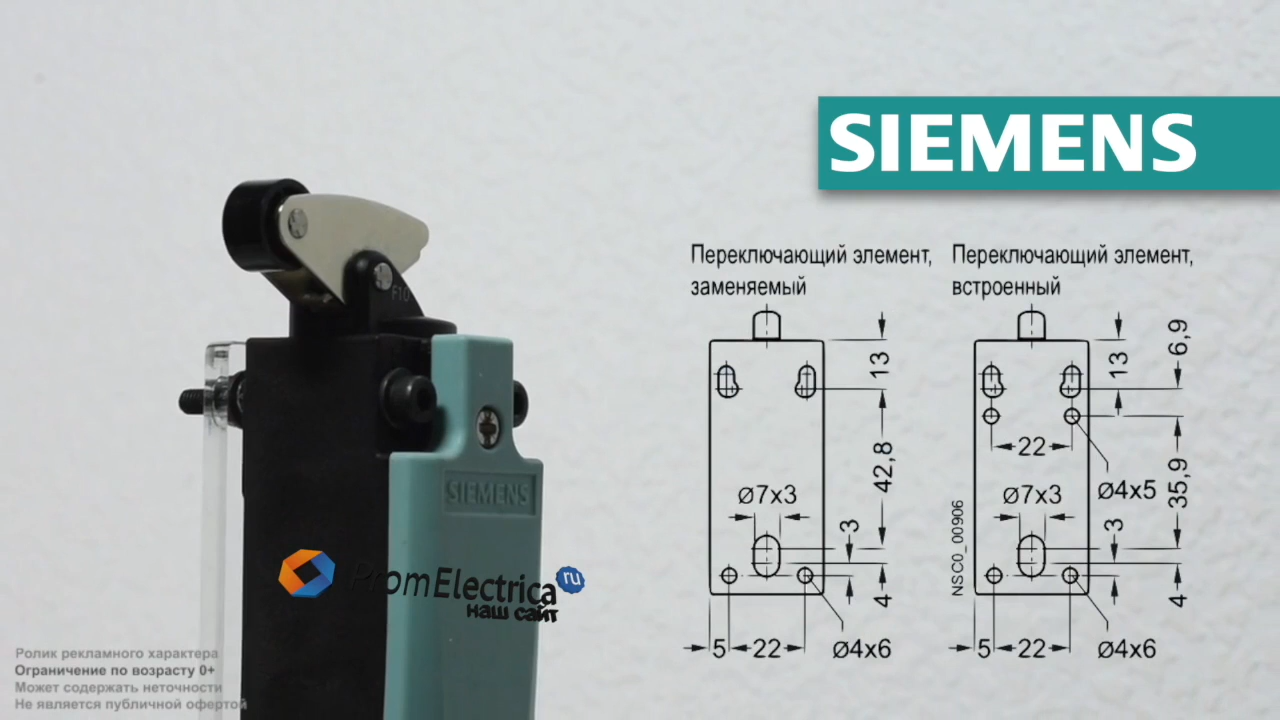 SIEMENS
Переключающий элемент,
заменяемый
Переключающий элемент,
встроенный
13
42,8
Ø7x3
3
4
5
22
Ø4x6
13
6,9
22
Ø4x5
35,9
Ø7x3
3
4
NSC0_00906
5
22
Ø4x6
F10
SIEMENS
PromElectrica ru
наш сайт
Ролик рекламного характера
Ограничение по возрасту 0+
Может содержать неточности
Не является публичной офертой